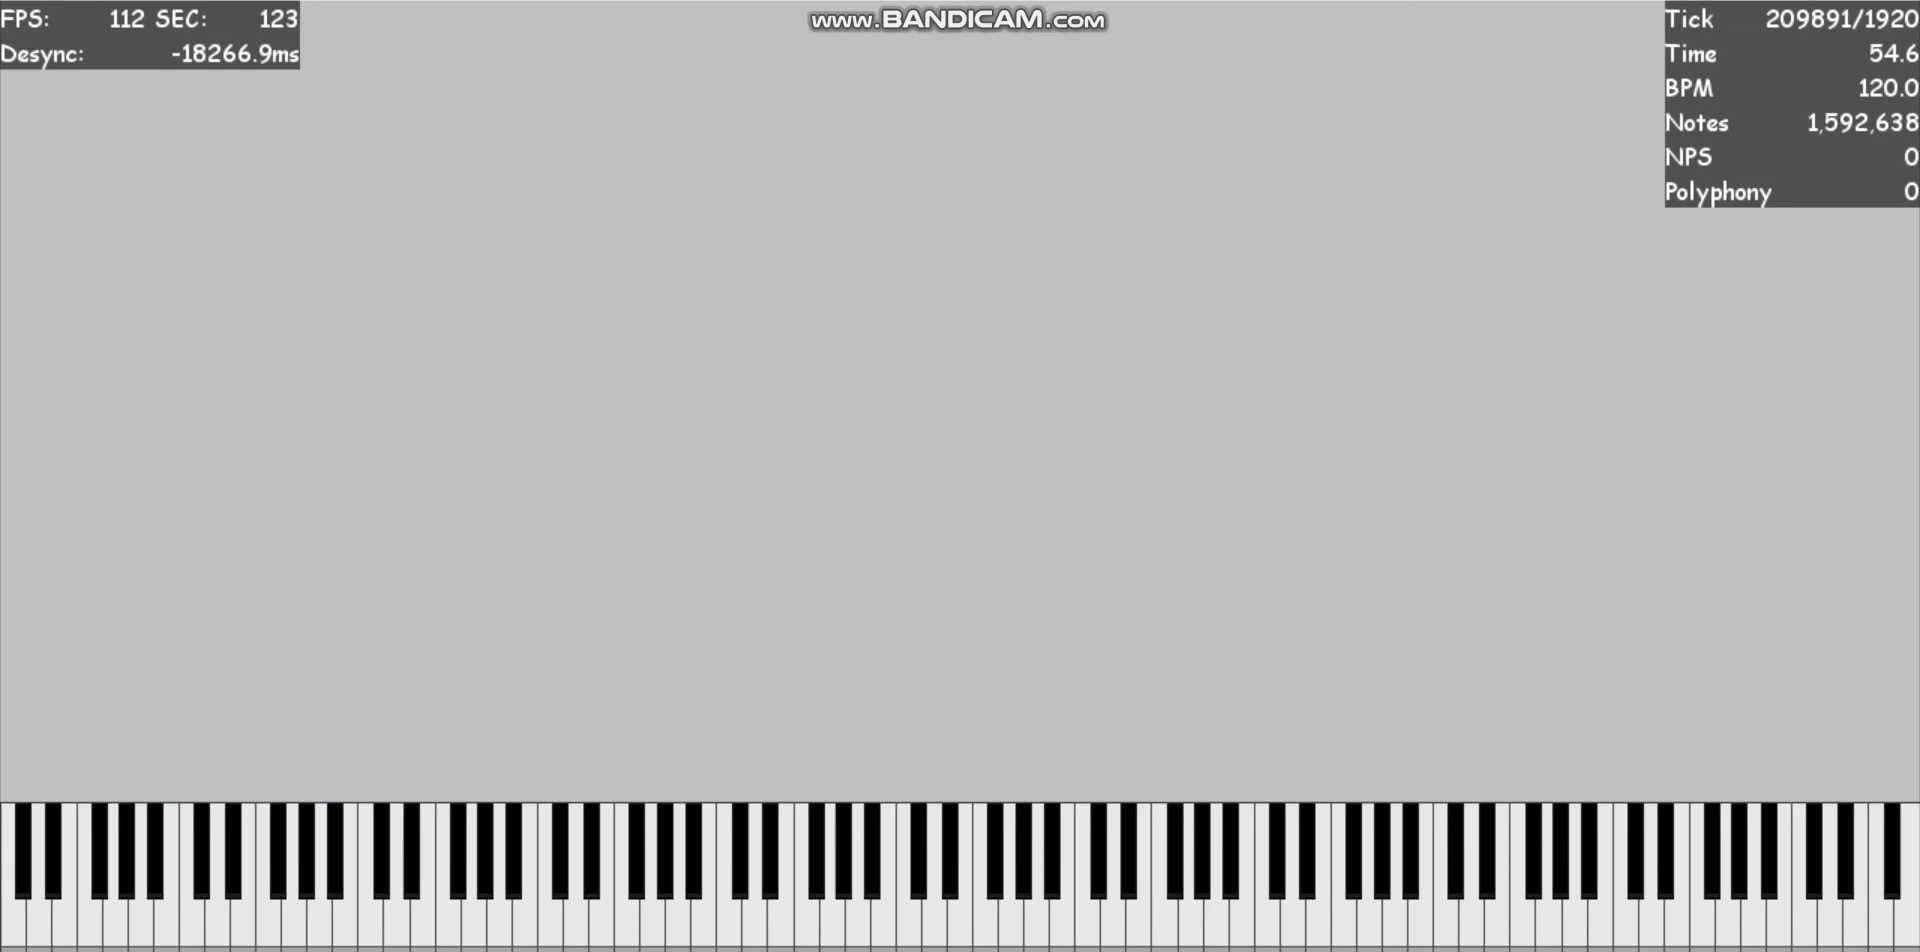 FPS: 112 SEC: 123
Desync: -18266.9ms
www.BANDICAM.com
Tick 209891/1920
Time 54.6
BPM 120.0
Notes 1,592,638
NPS 0
Polyphony 0